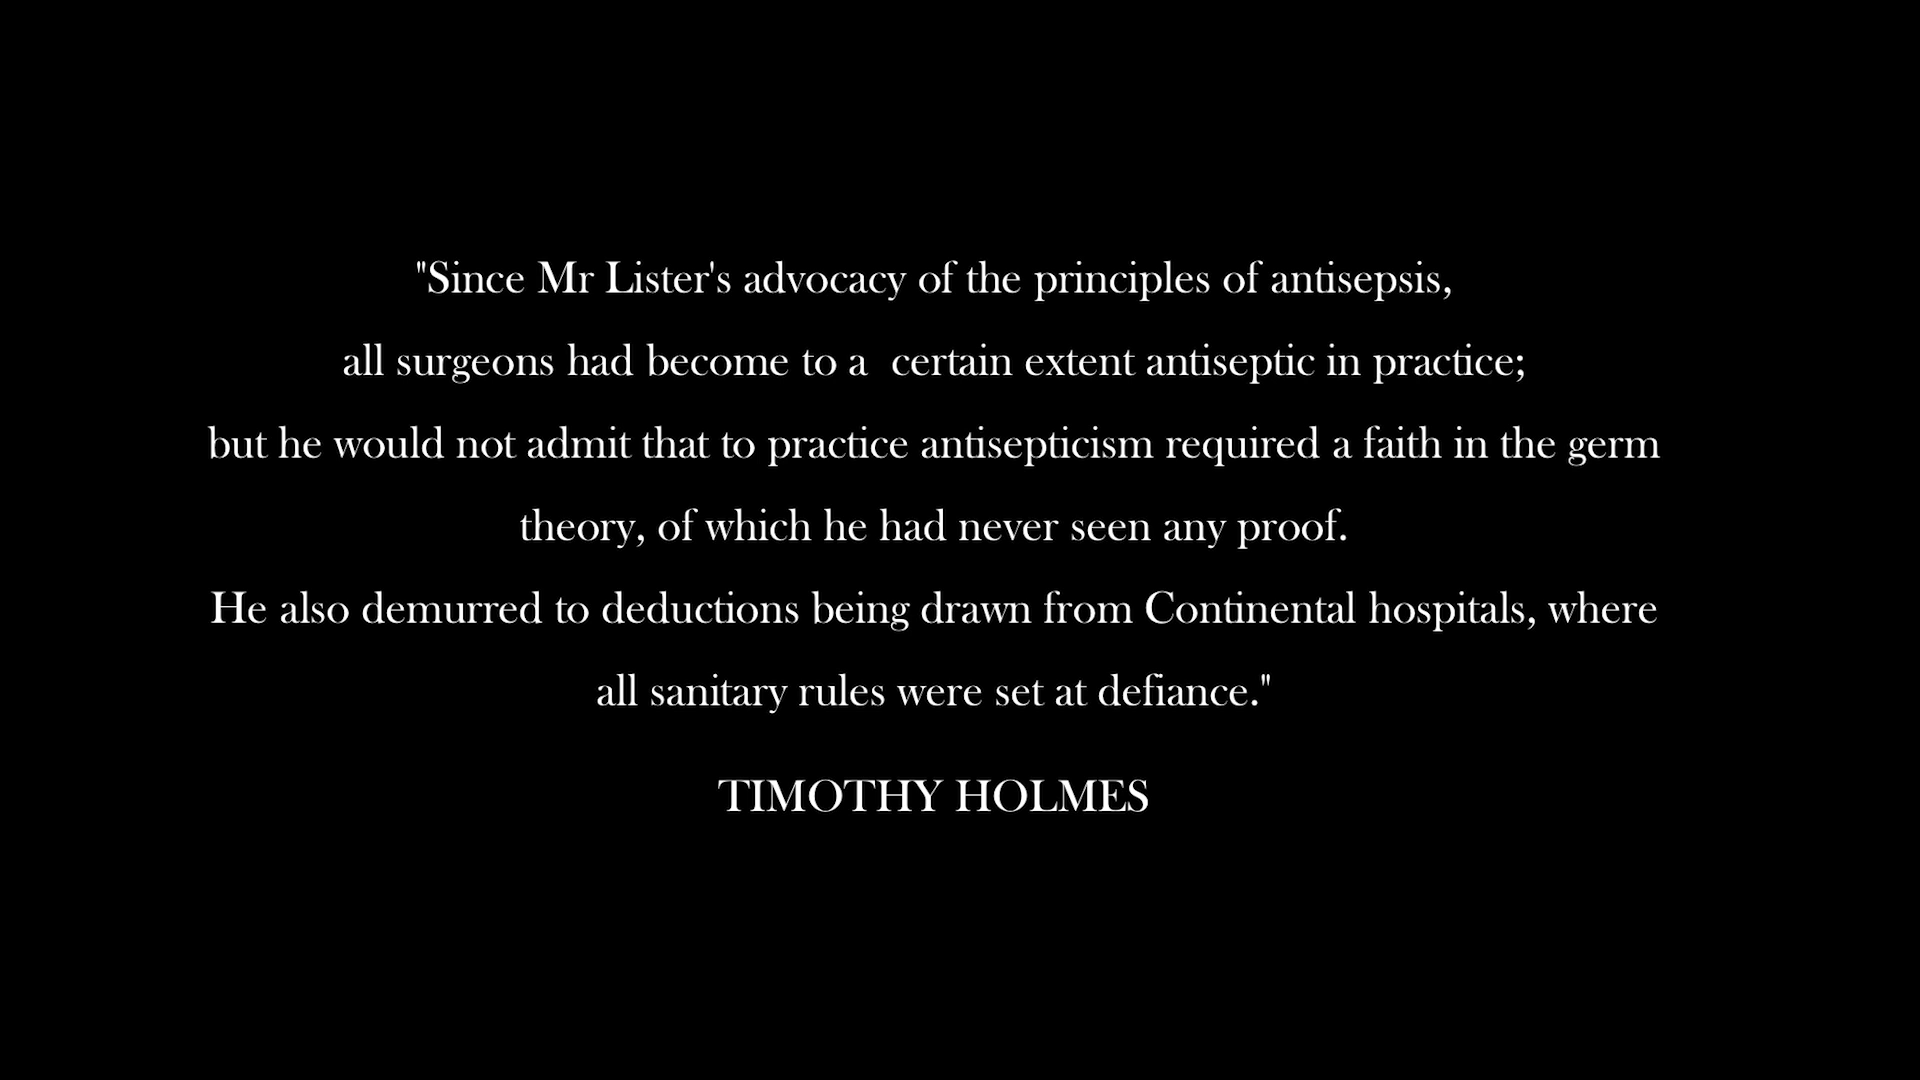 "Since Mr Lister's advocacy of the principles of antisepsis,
all surgeons had become to a  certain extent antiseptic in practice;
but he would not admit that to practice antisepticism required a faith in the germ
theory, of which he had never seen any proof.
He also demurred to deductions being drawn from Continental hospitals, where
all sanitary rules were set at defiance."
TIMOTHY HOLMES